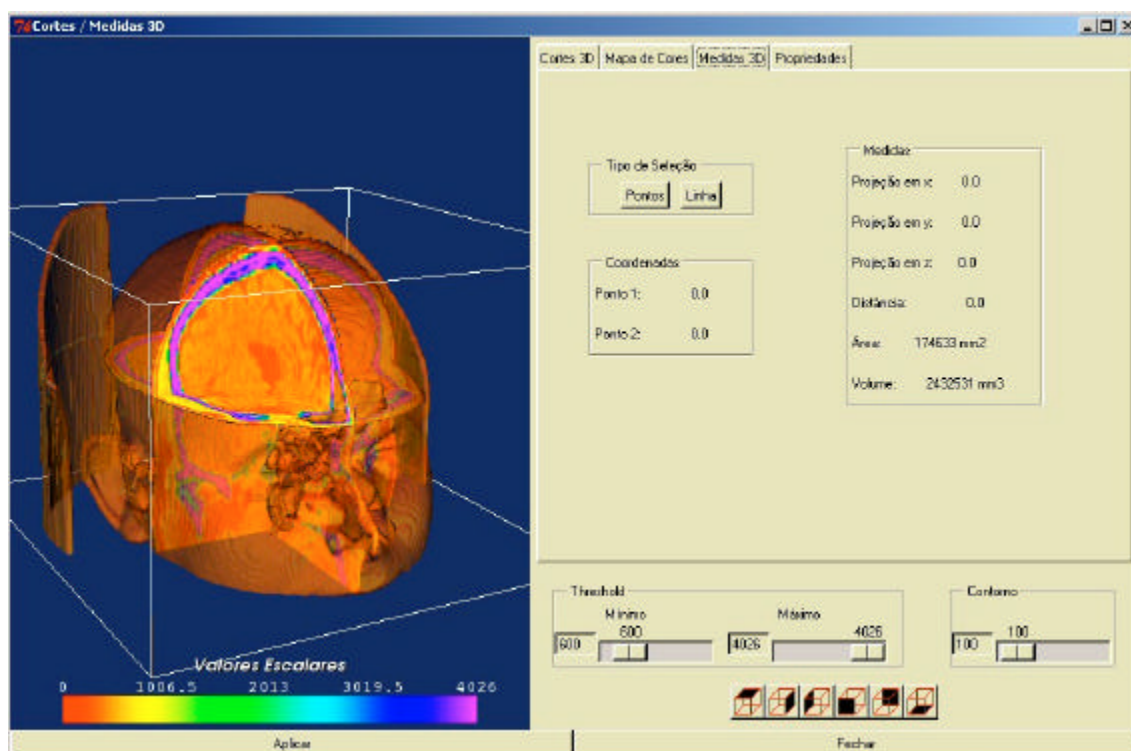 Cortes / Medidas 3D
Cortes 3D Mapa de Cores Medidas 3D Propriedades
Tipo de Seleção
Pontos Linha
Coordenadas
Ponto 1: 0.0
Ponto 2: 0.0
Medidas
Projeção em x: 0.0
Projeção em y: 0.0
Projeção em z: 0.0
Distância: 0.0
Área: 174633 mm2
Volume: 2432531 mm3
Threshold
Mínimo Máximo
600 600 4026 4026
Contorno
100 100
Valores Escalares
0 1006.5 2013 3019.5 4026
Aplicar Fechar